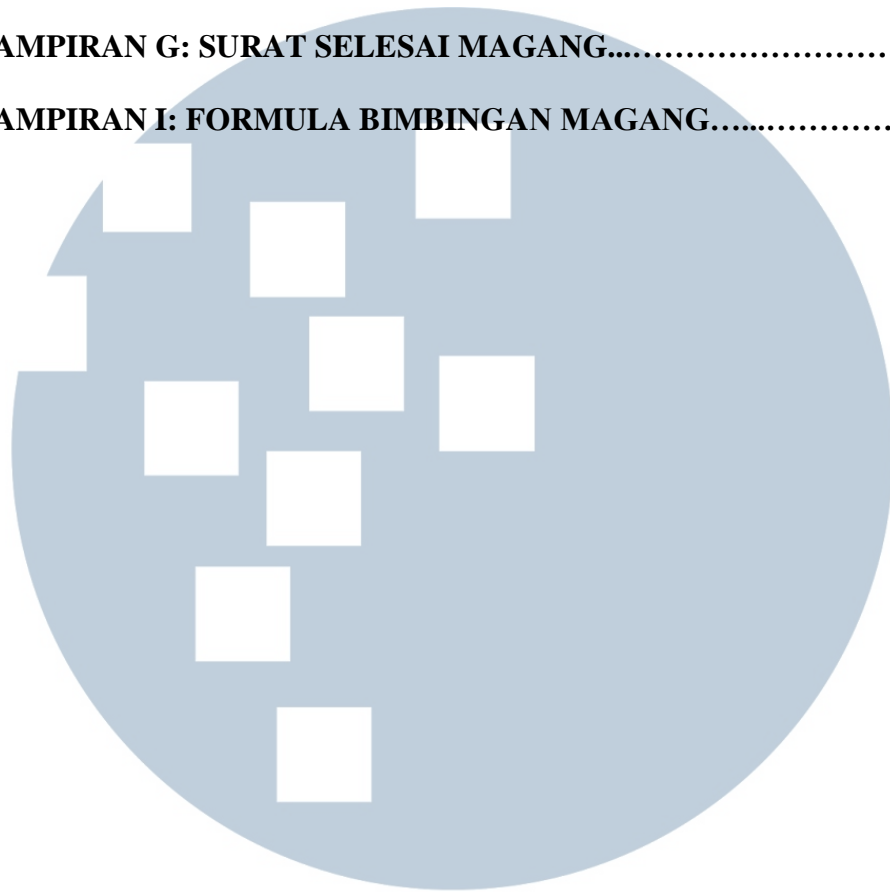 AMPIRAN G: SURAT SELESAI MAGANG...……………………
AMPIRAN I: FORMULA BIMBINGAN MAGANG…...…………